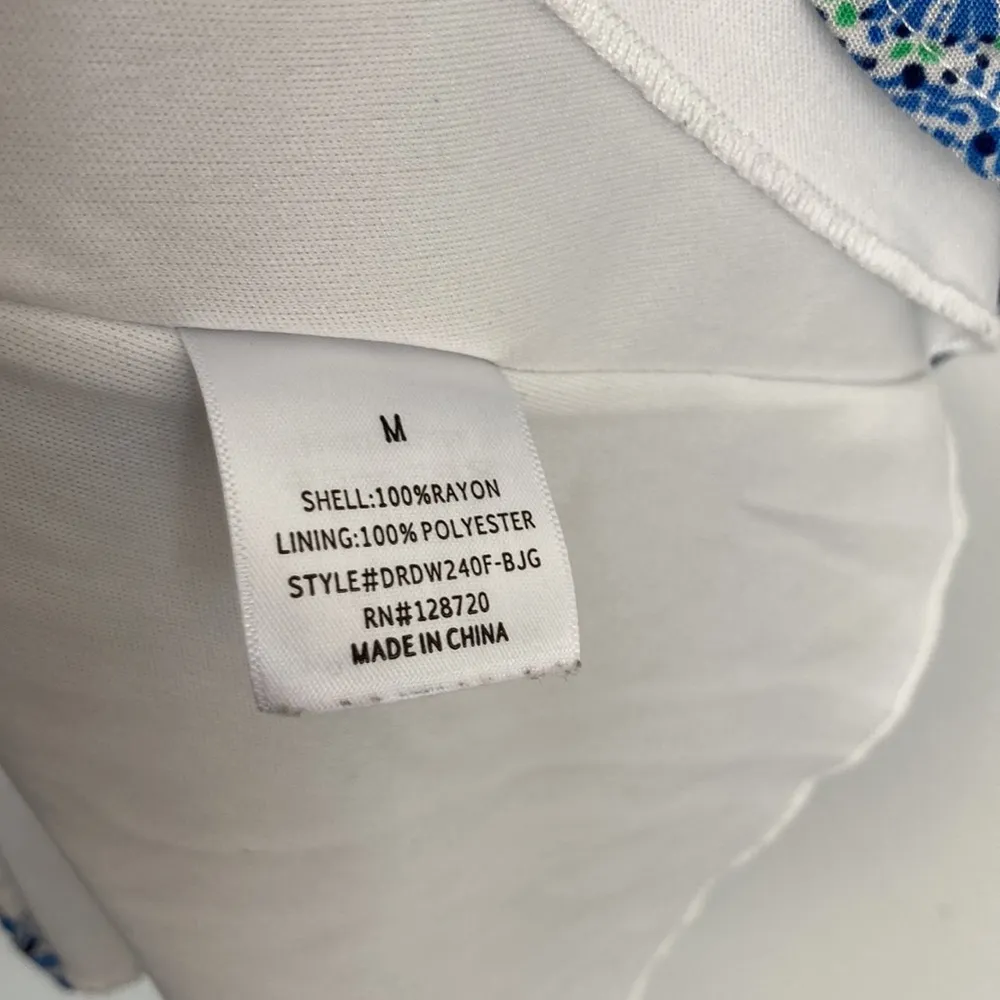 M
SHELL:100%RAYON
LINING:100% POLYESTER
STYLE#DRDW240F-BJG
RN#128720
MADE IN CHINA